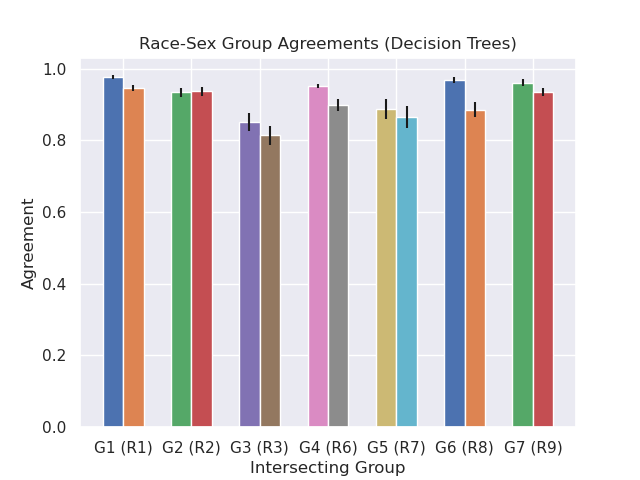 Race-Sex Group Agreements (Decision Trees)
1.0
0.8
0.6
0.4
0.2
0.0
Agreement
G1 (R1) G2 (R2) G3 (R3) G4 (R6) G5 (R7) G6 (R8) G7 (R9)
Intersecting Group